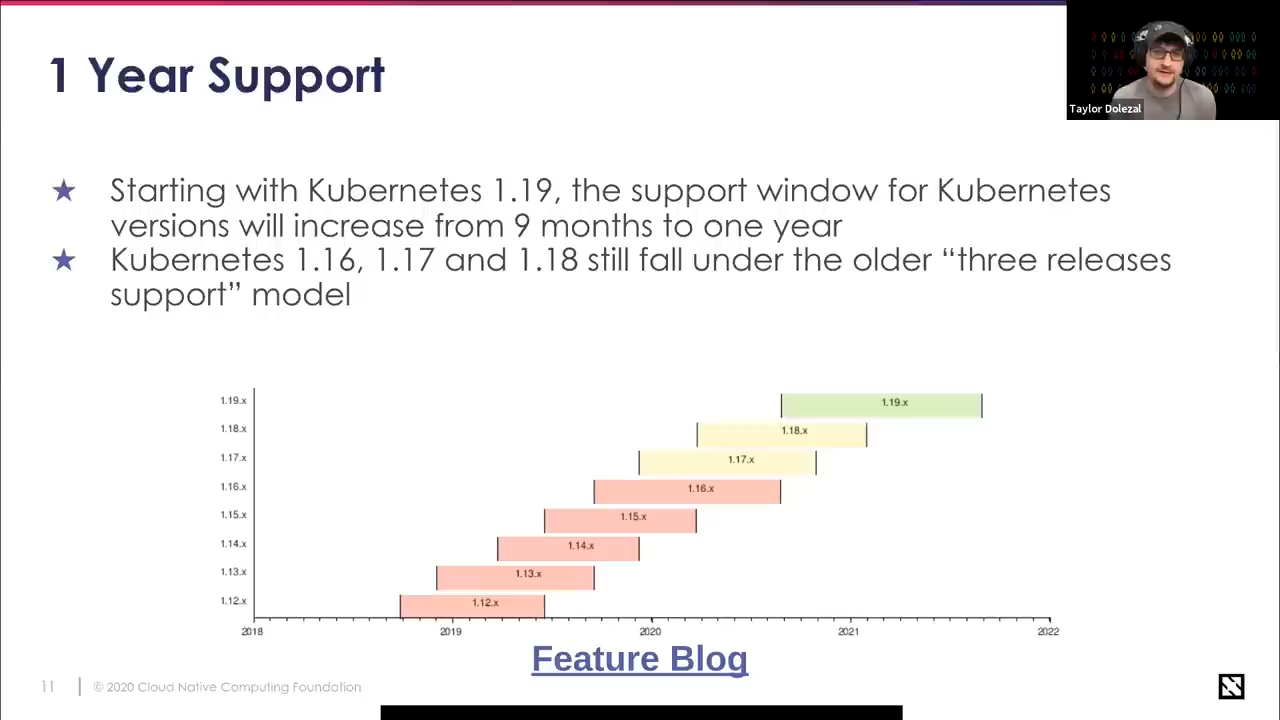 1 Year Support
Taylor Dolezal
★ Starting with Kubernetes 1.19, the support window for Kubernetes
versions will increase from 9 months to one year
★ Kubernetes 1.16, 1.17 and 1.18 still fall under the older “three releases
support” model
1.19.x 1.19.x
1.18.x 1.18.x
1.17.x 1.17.x
1.16.x 1.16.x
1.15.x 1.15.x
1.14.x 1.14.x
1.13.x 1.13.x
1.12.x 1.12.x
2018 2019 2020 2021 2022
Feature Blog
11 © 2020 Cloud Native Computing Foundation